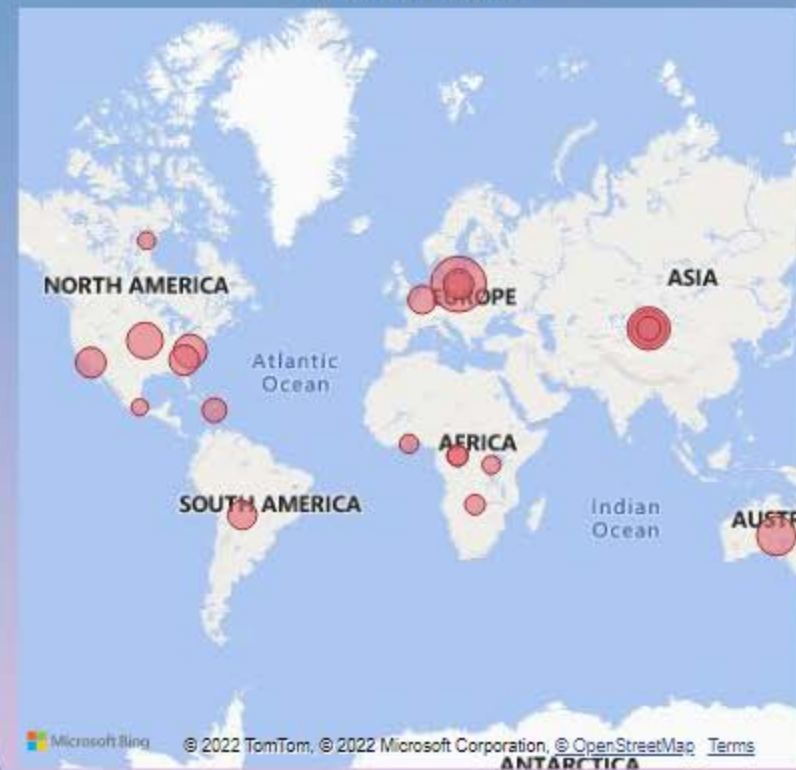 NORTH AMERICA
EUROPE
ASIA
Atlantic
Ocean
AFRICA
SOUTH AMERICA
Indian
Ocean
AUSTR
Microsoft Bing
© 2022 TomTom, © 2022 Microsoft Corporation, © OpenStreetMap Terms
ANTARCTICA